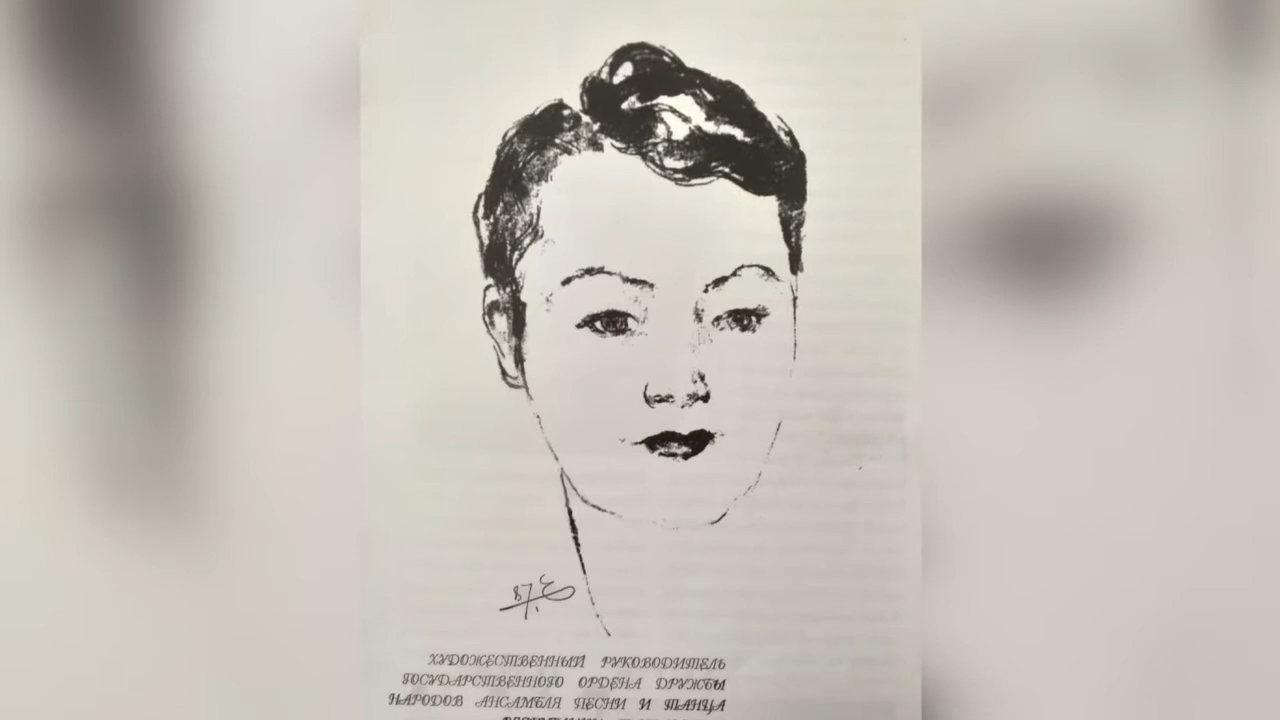 87.
ХУДОЖЕСТВЕННЫЙ РУКОВОДИТЕЛЬ
ГОСУДАРСТВЕННОГО ОРДЕНА ДРУЖБЫ
НАРОДОВ АНСАМБЛЯ ПЕСНИ И ТАНЦА